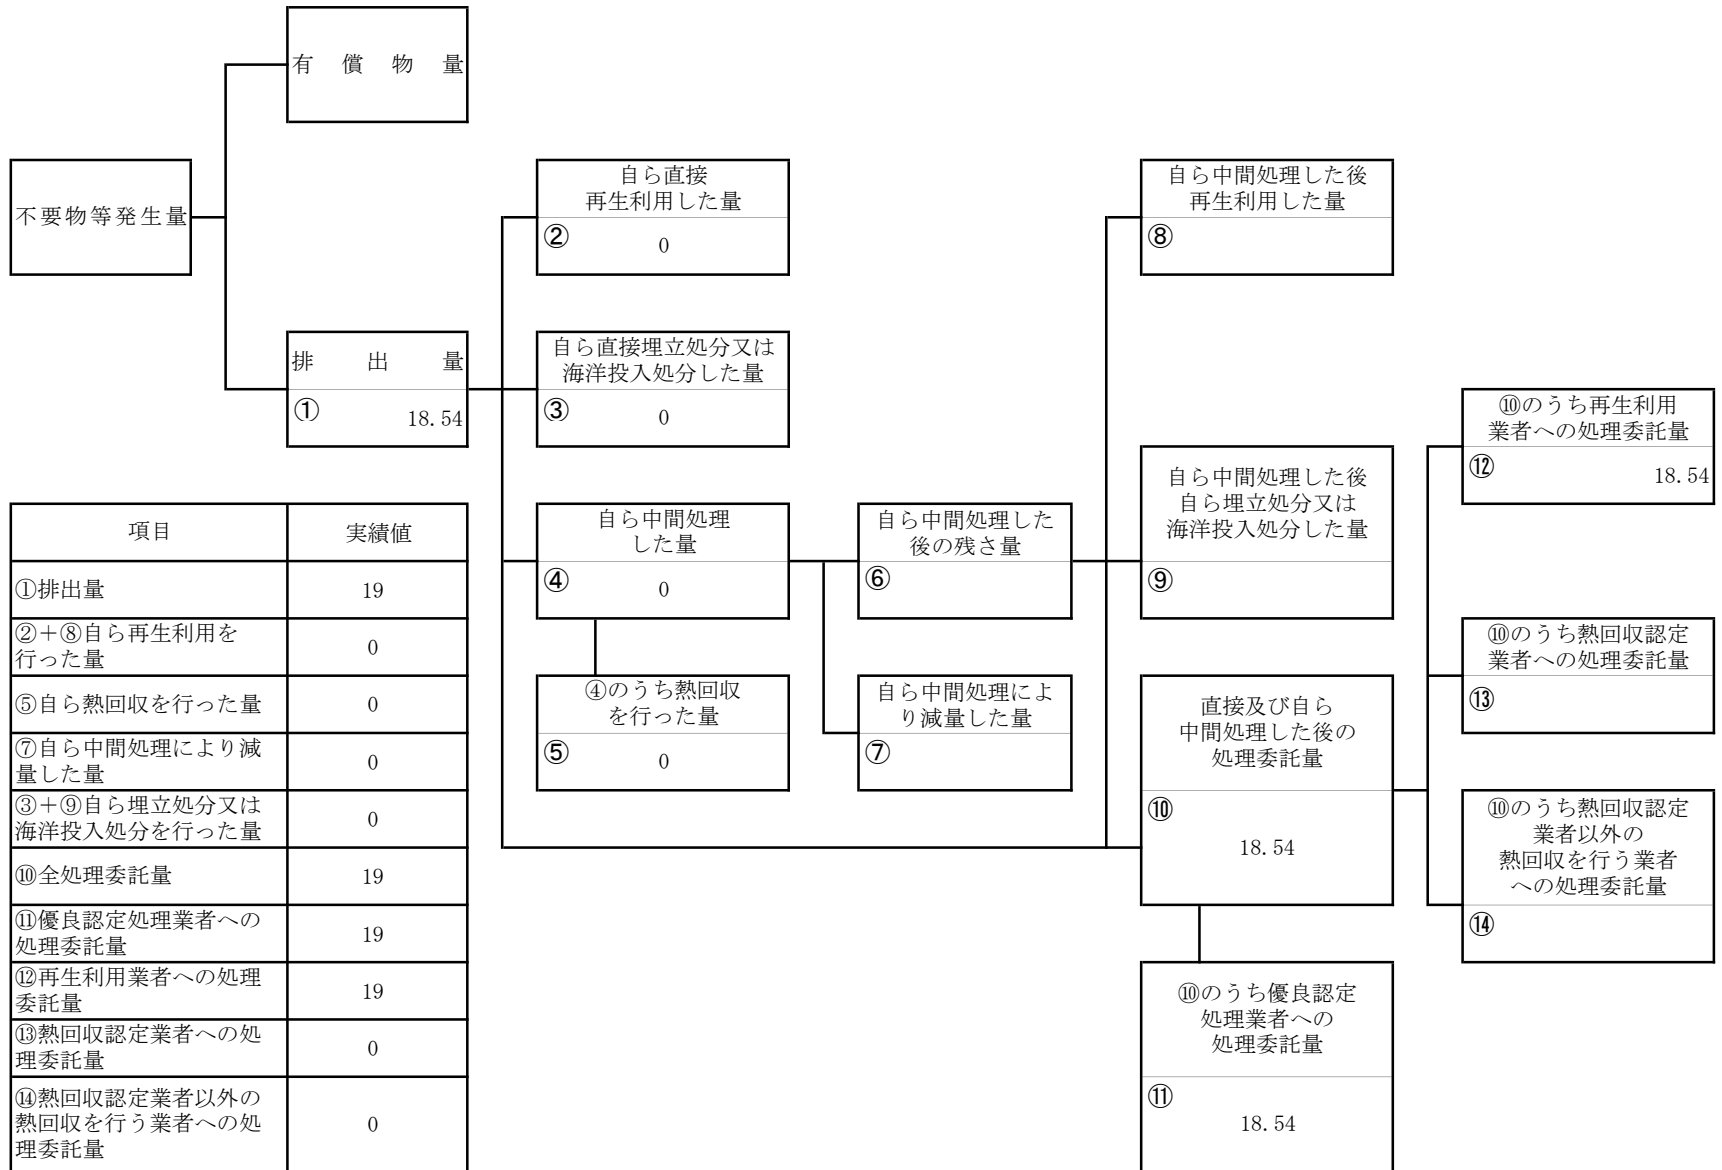 有償物量
不要物等発生量
排出量
①
18.54
自ら直接
再生利用した量
②
0
自ら直接埋立処分又は
海洋投入処分した量
③
0
自ら中間処理
した量
④
0
④のうち熱回収
を行った量
⑤
0
自ら中間処理した
後の残さ量
⑥
自ら中間処理によ
り減量した量
⑦
自ら中間処理した後
再生利用した量
⑧
自ら中間処理した後
自ら埋立処分又は
海洋投入処分した量
⑨
直接及び自ら
中間処理した後の
処理委託量
⑩
18.54
⑩のうち優良認定
処理業者への
処理委託量
⑪
18.54
⑩のうち再生利用
業者への処理委託量
⑫
18.54
⑩のうち熱回収認定
業者への処理委託量
⑬
⑩のうち熱回収認定
業者以外の
熱回収を行う業者
への処理委託量
⑭
項目 実績値
①排出量 19
②＋⑧自ら再生利用を
行った量 0
⑤自ら熱回収を行った量 0
⑦自ら中間処理により減
量した量 0
③＋⑨自ら埋立処分又は
海洋投入処分を行った量 0
⑩全処理委託量 19
⑪優良認定処理業者への
処理委託量 19
⑫再生利用業者への処理
委託量 19
⑬熱回収認定業者への処
理委託量 0
⑭熱回収認定業者以外の
熱回収を行う業者への処
理委託量 0